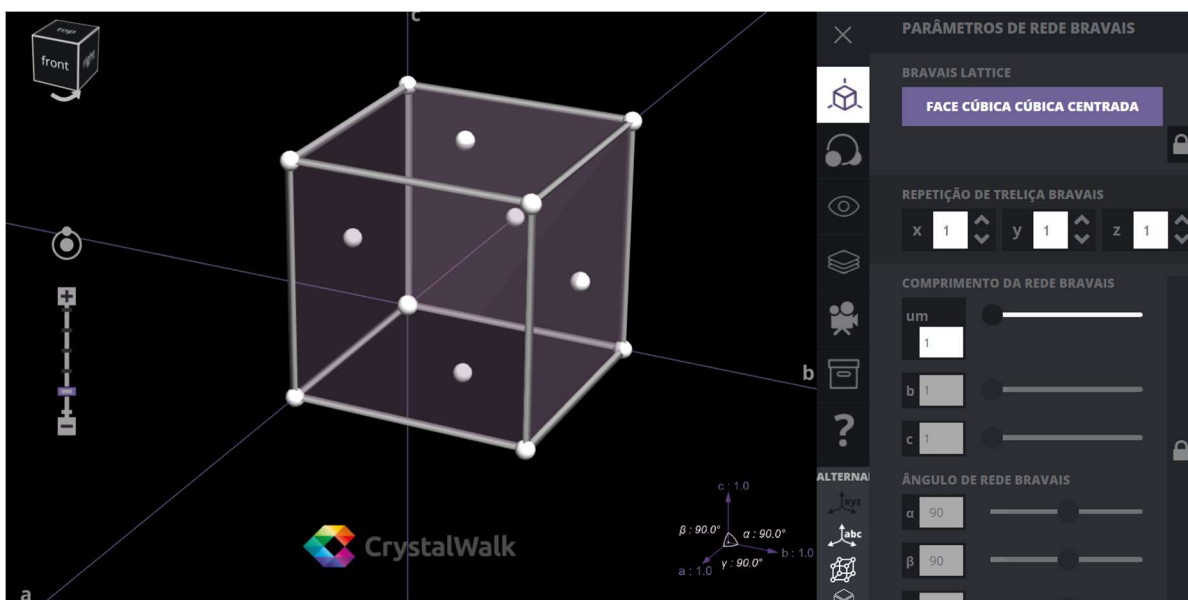 c
top
front
right
b
a
c : 1.0
β : 90.0°
α : 90.0°
b : 1.0
a : 1.0
γ : 90.0°
CrystalWalk
PARÂMETROS DE REDE BRAVAIS
BRAVAIS LATTICE
FACE CÚBICA CÚBICA CENTRADA
REPETIÇÃO DE TRELIÇA BRAVAIS
x 1 y 1 z 1
COMPRIMENTO DA REDE BRAVAIS
um
1
b 1
c 1
ÂNGULO DE REDE BRAVAIS
α 90
β 90
?
ALTERNA
xyz
abc